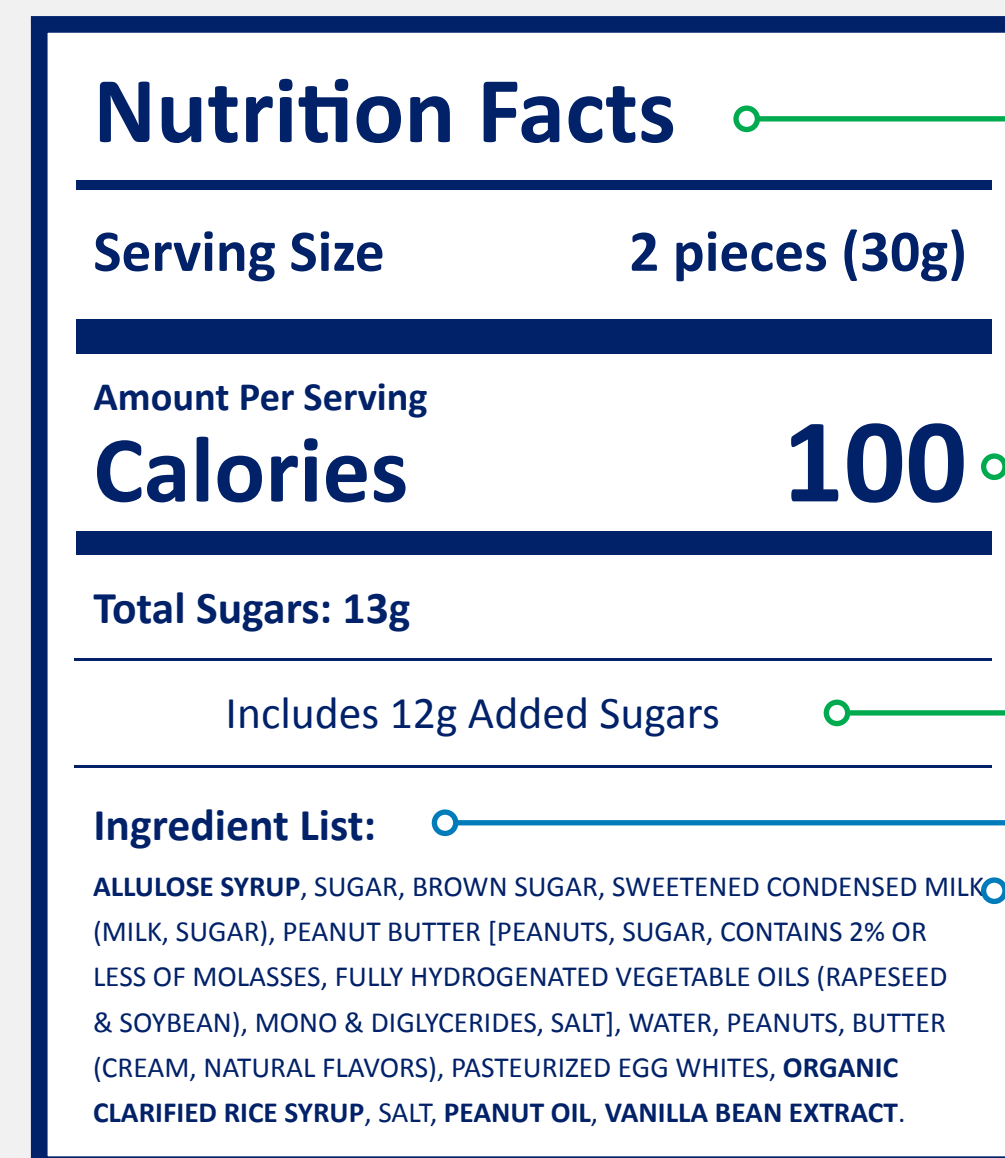 Nutrition Facts
Serving Size 2 pieces (30g)
Amount Per Serving
Calories 100
Total Sugars: 13g
Includes 12g Added Sugars
Ingredient List:
ALLULOSE SYRUP, SUGAR, BROWN SUGAR, SWEETENED CONDENSED MILK
(MILK, SUGAR), PEANUT BUTTER [PEANUTS, SUGAR, CONTAINS 2% OR
LESS OF MOLASSES, FULLY HYDROGENATED VEGETABLE OILS (RAPESEED
& SOYBEAN), MONO & DIGLYCERIDES, SALT], WATER, PEANUTS, BUTTER
(CREAM, NATURAL FLAVORS), PASTEURIZED EGG WHITES, ORGANIC
CLARIFIED RICE SYRUP, SALT, PEANUT OIL, VANILLA BEAN EXTRACT.